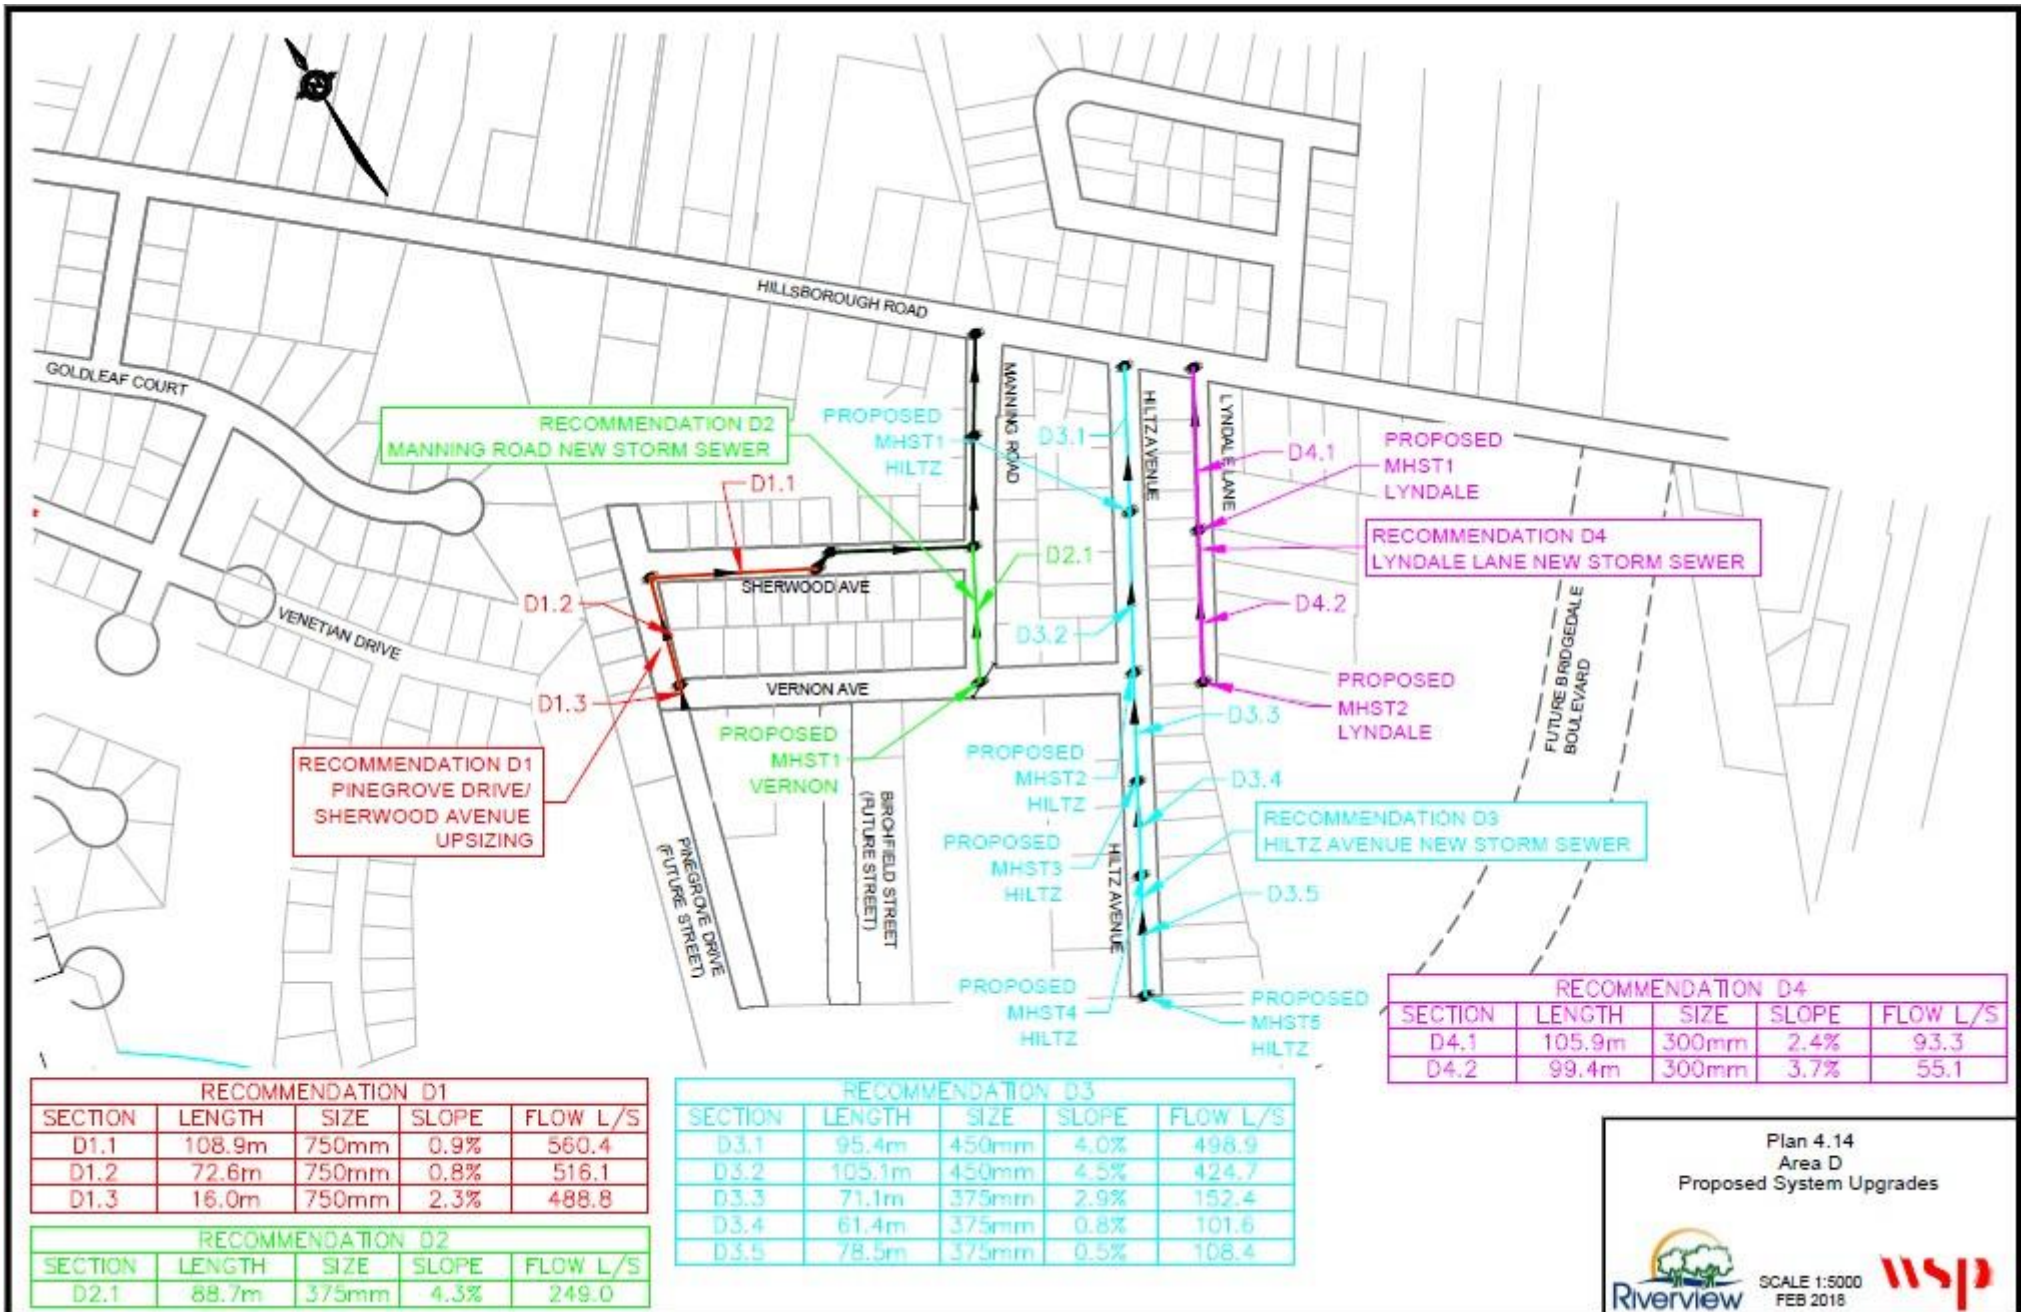 HILLSBOROUGH ROAD
GOLDLEAF COURT
RECOMMENDATION D2
MANNING ROAD NEW STORM SEWER
PROPOSED
MHST1
HILTZ
MANNING ROAD
D3.1
HILTZ AVENUE
LYNDALE LANE
D4.1
PROPOSED
MHST1
LYNDALE
RECOMMENDATION D4
LYNDALE LANE NEW STORM SEWER
D1.1
D2.1
SHERWOOD AVE
D1.2
D4.2
VENETIAN DRIVE
D3.2
FUTURE BRIDGEDALE
BOULEVARD
VERNON AVE
D1.3
PROPOSED
MHST2
LYNDALE
D3.3
PROPOSED
MHST1
VERNON
PROPOSED
MHST2
HILTZ
D3.4
RECOMMENDATION D1
PINEGROVE DRIVE/
SHERWOOD AVENUE
UPSIZING
BIRCHFIELD STREET
(FUTURE STREET)
PINEGROVE DRIVE
(FUTURE STREET)
PROPOSED
MHST3
HILTZ
HILTZ AVENUE
RECOMMENDATION D3
HILTZ AVENUE NEW STORM SEWER
D3.5
PROPOSED
MHST4
HILTZ
PROPOSED
MHST5
HILTZ
RECOMMENDATION D4
SECTION LENGTH SIZE SLOPE FLOW L/S
D4.1 105.9m 300mm 2.4% 93.3
D4.2 99.4m 300mm 3.7% 55.1
RECOMMENDATION D1
SECTION LENGTH SIZE SLOPE FLOW L/S
D1.1 108.9m 750mm 0.9% 560.4
D1.2 72.6m 750mm 0.8% 516.1
D1.3 16.0m 750mm 2.3% 488.8
RECOMMENDATION D2
SECTION LENGTH SIZE SLOPE FLOW L/S
D2.1 88.7m 375mm 4.3% 249.0
RECOMMENDATION D3
SECTION LENGTH SIZE SLOPE FLOW L/S
D3.1 95.4m 450mm 4.0% 498.9
D3.2 105.1m 450mm 4.5% 424.7
D3.3 71.1m 375mm 2.9% 152.4
D3.4 61.4m 375mm 0.8% 101.6
D3.5 78.5m 375mm 0.5% 108.4
Plan 4.14
Area D
Proposed System Upgrades
Riverview
SCALE 1:5000
FEB 2018
wsp